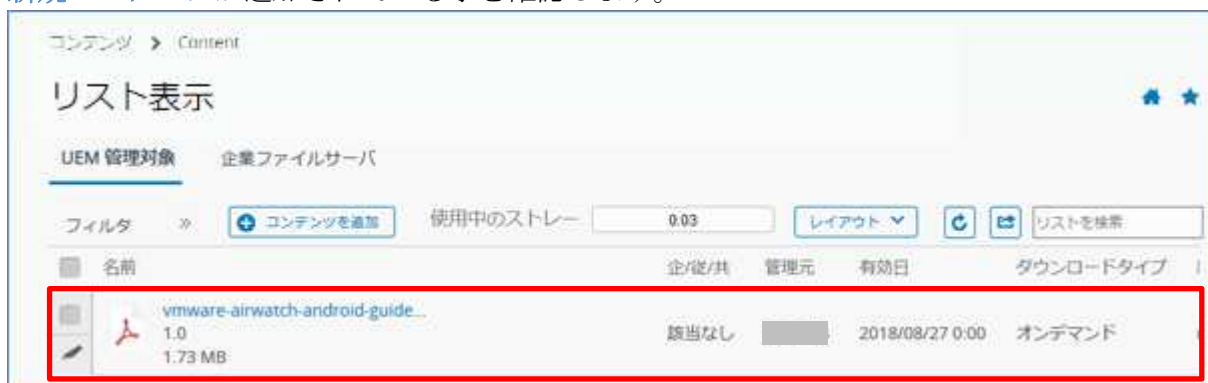 コンテンツ > Content
リスト表示
UEM 管理対象 企業ファイルサーバ
フィルタ » コンテンツを追加 使用中のストレー 0.03 レイアウト リストを検索
名前 企/従/共 管理元 有効日 ダウンロードタイプ
vmware-airwatch-android-guide...
1.0 該当なし 2018/08/27 0:00 オンデマンド
1.73 MB